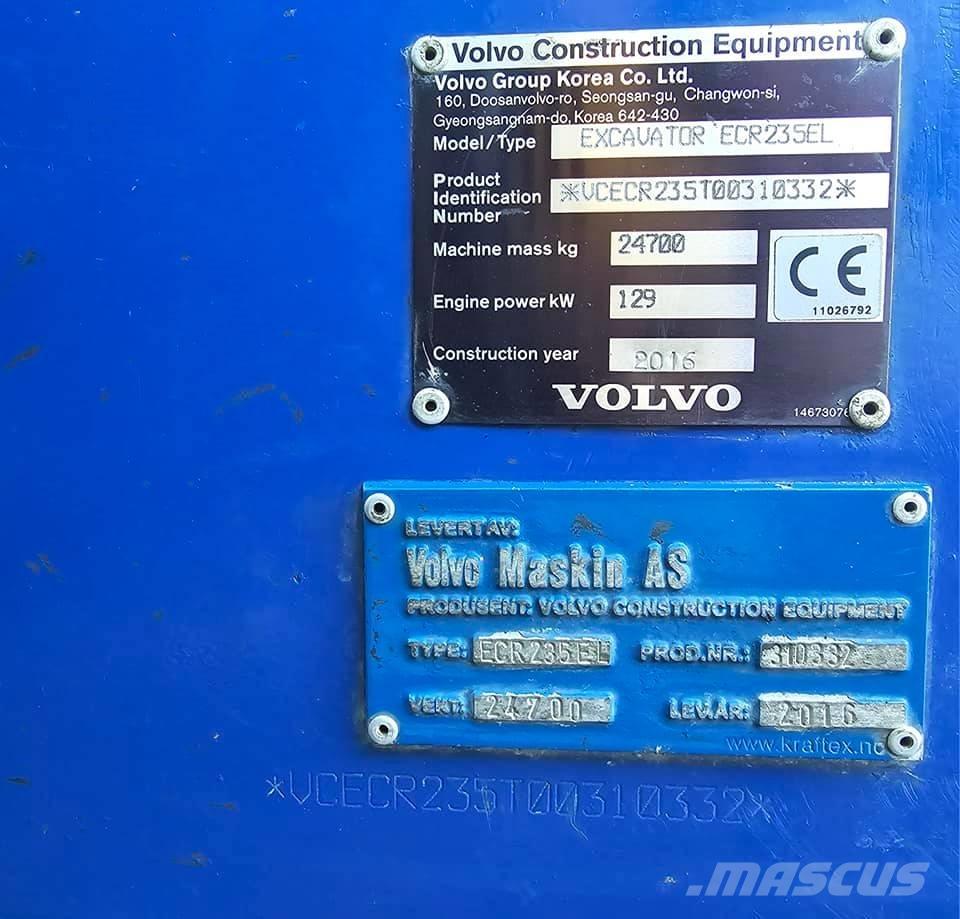 Volvo Construction Equipment
Volvo Group Korea Co. Ltd.
160, Doosanvolvo-ro, Seongsan-gu, Changwon-si,
Gyeongsangnam-do, Korea 642-430
Model/Type EXCAVATOR ECR235EL
Product
Identification
Number
*VCECR235T00310332*
Machine mass kg 24700
Engine power kW 129
CE
11026792
Construction year 2016
VOLVO
LEVERT AV:
Volvo Maskin AS
PRODUSENT: VOLVO CONSTRUCTION EQUIPMENT
TYPE: ECR235EL PROD.NR.: 310332
VEKT: 24700 LEV.ÅR: 2016
www.kraftex.no
*VCECR235T00310332*
.MASCUS